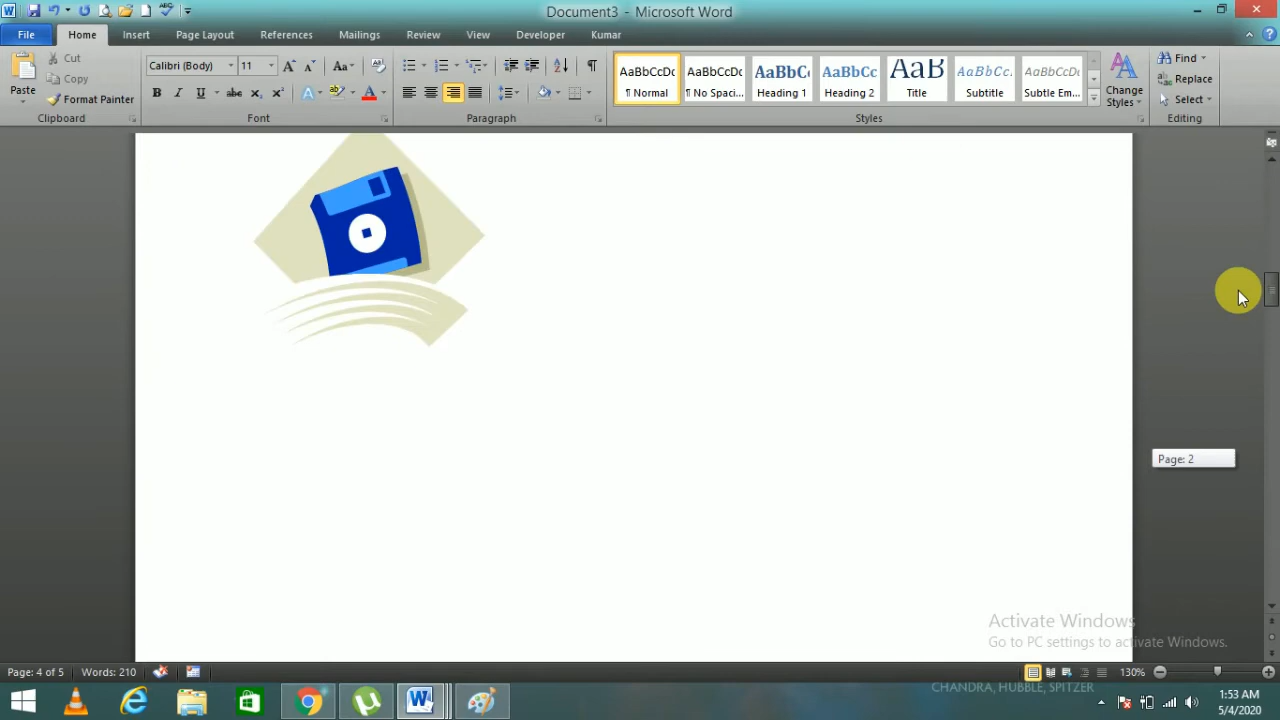 Document3 - Microsoft Word
File Home Insert Page Layout References Mailings Review View Developer Kumar
Paste
Cut
Copy
Format Painter
Clipboard
Calibri (Body) 11
Font
Paragraph
AaBbCcDc AaBbCcDc AaBbC AaBbCc AaB AaBbCc. AaBbCcDc
¶ Normal ¶ No Spaci... Heading 1 Heading 2 Title Subtitle Subtle Em...
Change Styles
Styles
Find
Replace
Select
Editing
Page: 2
Activate Windows
Go to PC settings to activate Windows.
Page: 4 of 5 Words: 210 130%
CHANDRA, HUBBLE, SPITZER
1:53 AM
5/4/2020